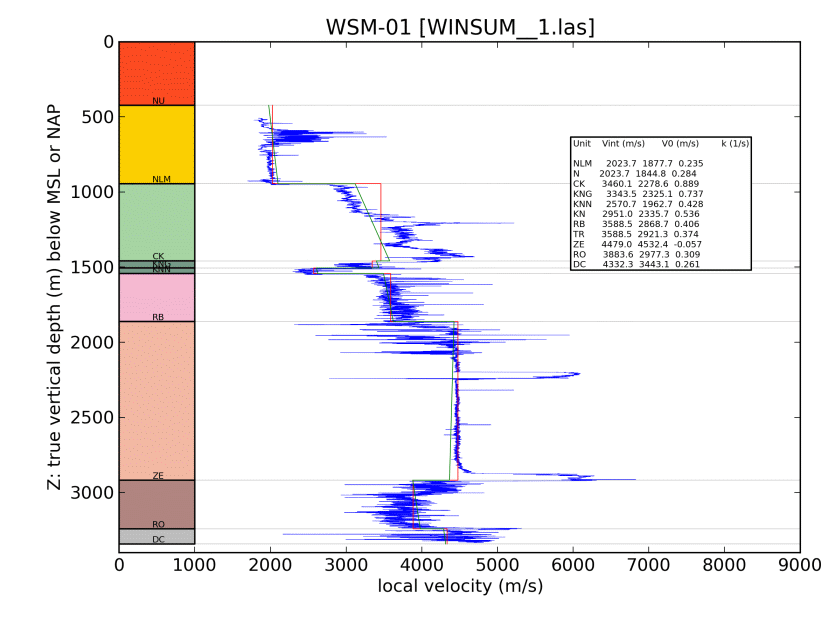 WSM-01 [WINSUM__1.las]
0
500
1000
1500
2000
2500
3000
Z: true vertical depth (m) below MSL or NAP
NU
NLM
CK
KNG
KNN
RB
ZE
RO
DC
Unit Vint (m/s) V0 (m/s) k (1/s)
NLM 2023.7 1877.7 0.235
N 2023.7 1844.8 0.284
CK 3460.1 2278.6 0.889
KNG 3343.5 2325.1 0.737
KNN 2570.7 1962.7 0.428
KN 2951.0 2335.7 0.536
RB 3588.5 2868.7 0.406
TR 3588.5 2921.3 0.374
ZE 4479.0 4532.4 -0.057
RO 3883.6 2977.3 0.309
DC 4332.3 3443.1 0.261
0 1000 2000 3000 4000 5000 6000 7000 8000 9000
local velocity (m/s)